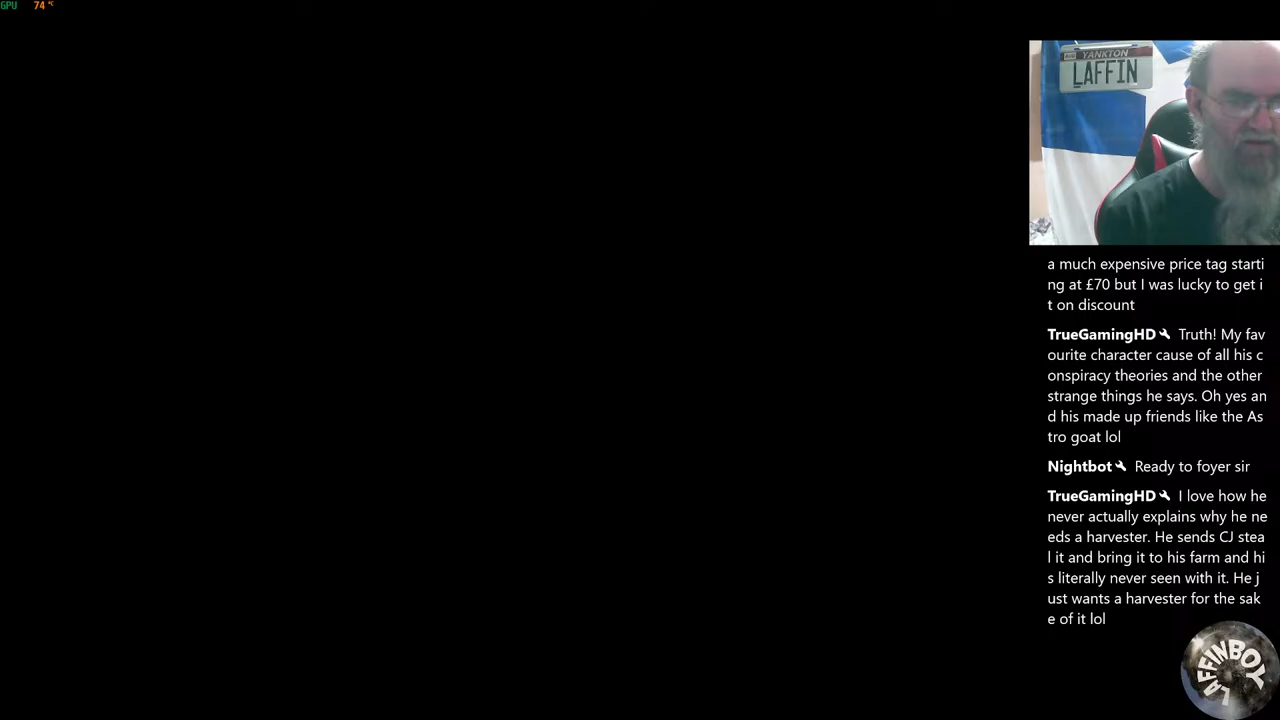 GPU 74 °C
YANKTON
LAFFIN
a much expensive price tag starti
ng at £70 but I was lucky to get i
t on discount
TrueGamingHD Truth! My fav
ourite character cause of all his c
onspiracy theories and the other
strange things he says. Oh yes an
d his made up friends like the As
tro goat lol
Nightbot Ready to foyer sir
TrueGamingHD I love how he
never actually explains why he ne
eds a harvester. He sends CJ stea
l it and bring it to his farm and hi
s literally never seen with it. He j
ust wants a harvester for the sak
e of it lol
LAFFINBOY